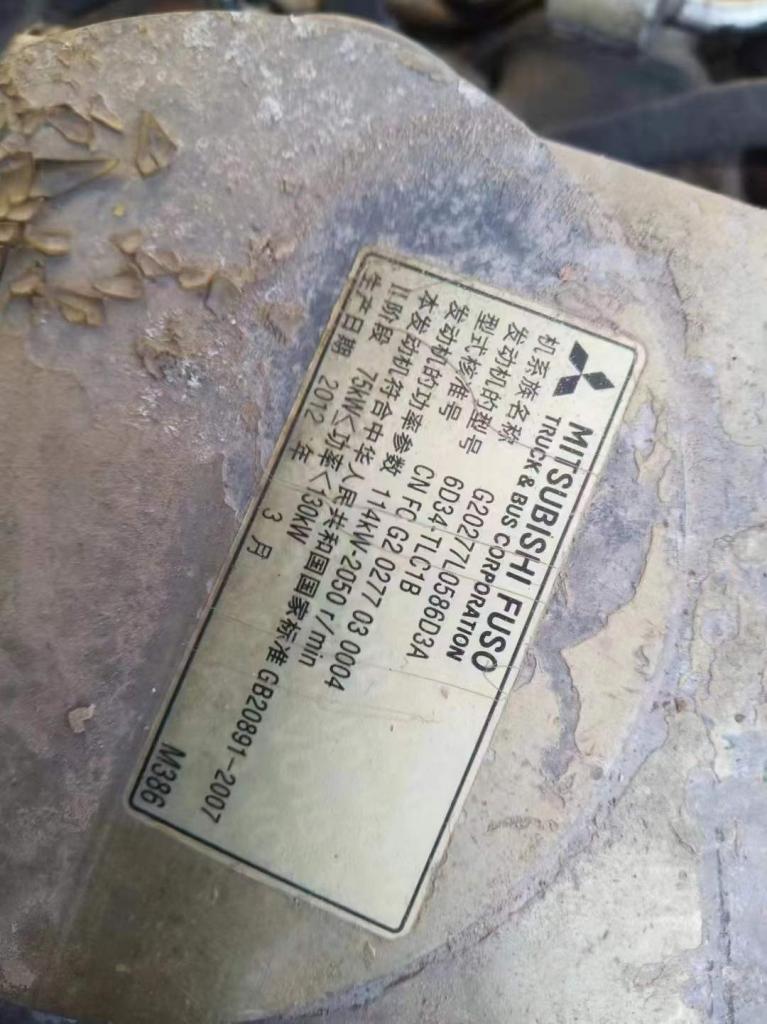 MITSUBISHI FUSO
TRUCK & BUS CORPORATION
机系族名称 G20277L0586D3A
发动机的型号 6D34-TLC1B
型式核准号 CN FC G2 0277 03 0004
发动机的功率参数 114kW-2050 r/min
本发动机符合中华人民共和国国家标准 GB20891-2007
II阶段 75kW<功率<130kW
生产日期 2012 年 3 月
M386